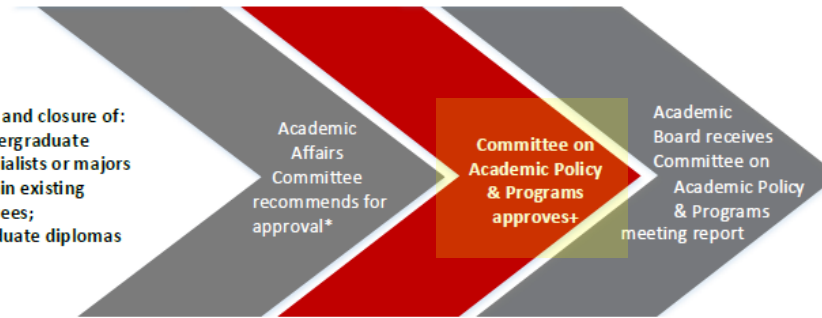 and closure of:
ergraduate
ialists or majors
in existing
ees;
luate diplomas
Academic
Affairs
Committee
recommends for
approval*
Committee on
Academic Policy
& Programs
approves+
Academic
Board receives
Committee on
Academic Policy
& Programs
meeting report